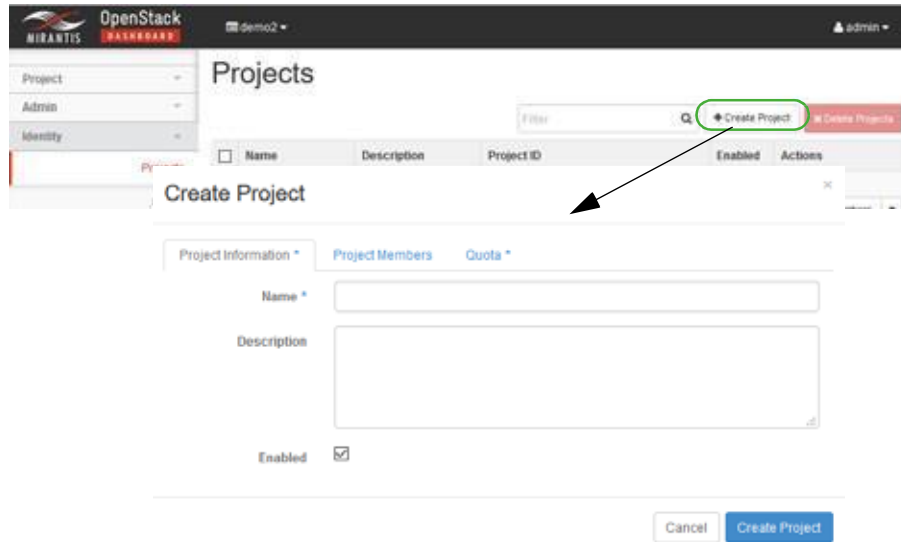 MIRANTIS
OpenStack
DASHBOARD
demo2
admin
Project
Admin
Identity
Projects
Filter
Create Project
Delete Projects
Name Description Project ID Enabled Actions
Create Project
×
Project Information * Project Members Quota *
Name *
Description
Enabled
Cancel Create Project